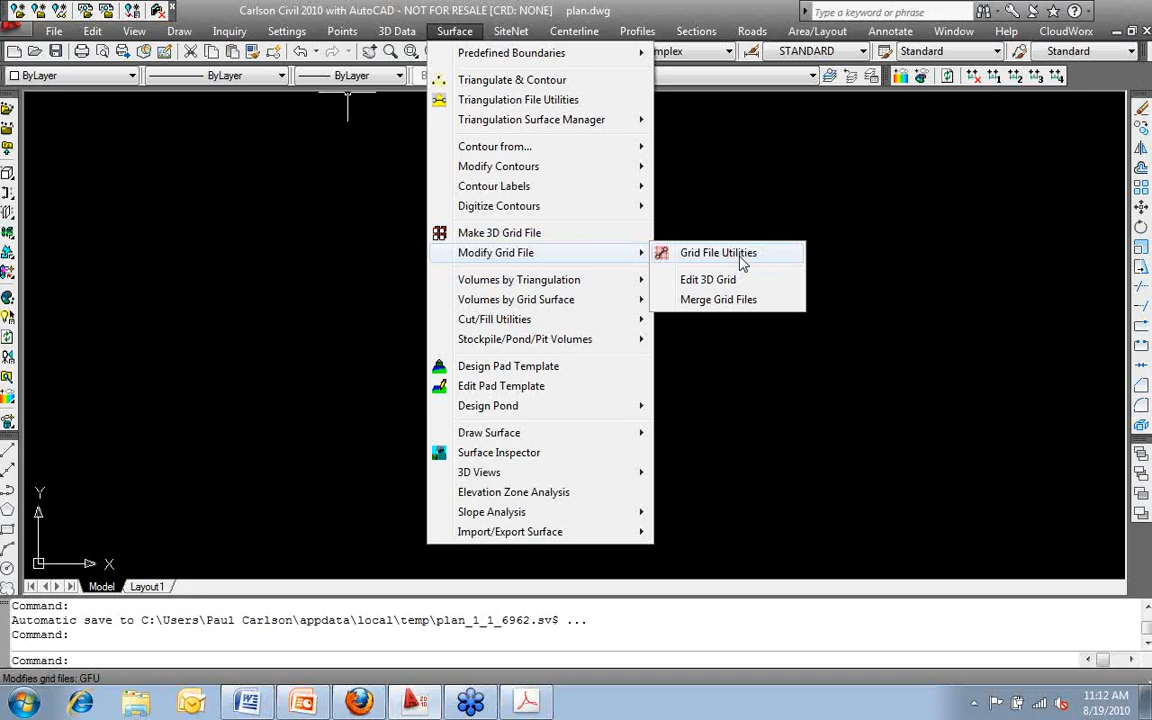 Carlson Civil 2010 with AutoCAD - NOT FOR RESALE [CRD: NONE] plan.dwg
Type a keyword or phrase
File Edit View Draw Inquiry Settings Points 3D Data Surface SiteNet Centerline Profiles Sections Roads Area/Layout Annotate Window Help CloudWorx
STANDARD Standard Standard
ByLayer ByLayer ByLayer
Predefined Boundaries
Triangulate & Contour
Triangulation File Utilities
Triangulation Surface Manager
Contour from...
Modify Contours
Contour Labels
Digitize Contours
Make 3D Grid File
Modify Grid File
Grid File Utilities
Edit 3D Grid
Merge Grid Files
Volumes by Triangulation
Volumes by Grid Surface
Cut/Fill Utilities
Stockpile/Pond/Pit Volumes
Design Pad Template
Edit Pad Template
Design Pond
Draw Surface
Surface Inspector
3D Views
Elevation Zone Analysis
Slope Analysis
Import/Export Surface
Y
X
Model Layout1
Command:
Automatic save to C:\Users\Paul Carlson\appdata\local\temp\plan_1_1_6962.sv$ ...
Command:
Command:
Modifies grid files: GFU
11:12 AM
8/19/2010